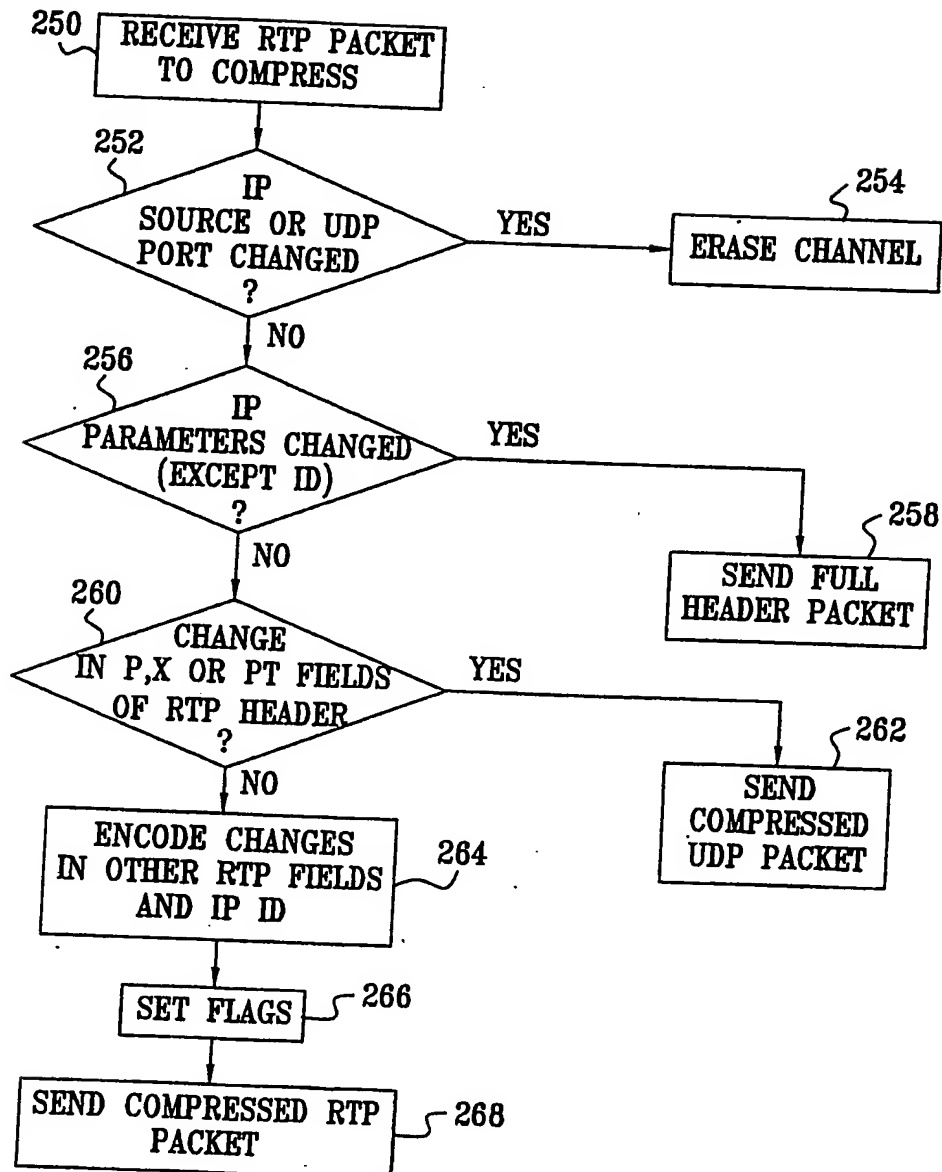 250
RECEIVE RTP PACKET
TO COMPRESS
252
IP
SOURCE OR UDP
PORT CHANGED
?
YES
254
ERASE CHANNEL
NO
256
IP
PARAMETERS CHANGED
(EXCEPT ID)
?
YES
258
SEND FULL
HEADER PACKET
NO
260
CHANGE
IN P,X OR PT FIELDS
OF RTP HEADER
?
YES
262
SEND
COMPRESSED
UDP PACKET
NO
ENCODE CHANGES
IN OTHER RTP FIELDS
AND IP ID
264
SET FLAGS
266
SEND COMPRESSED RTP
PACKET
268